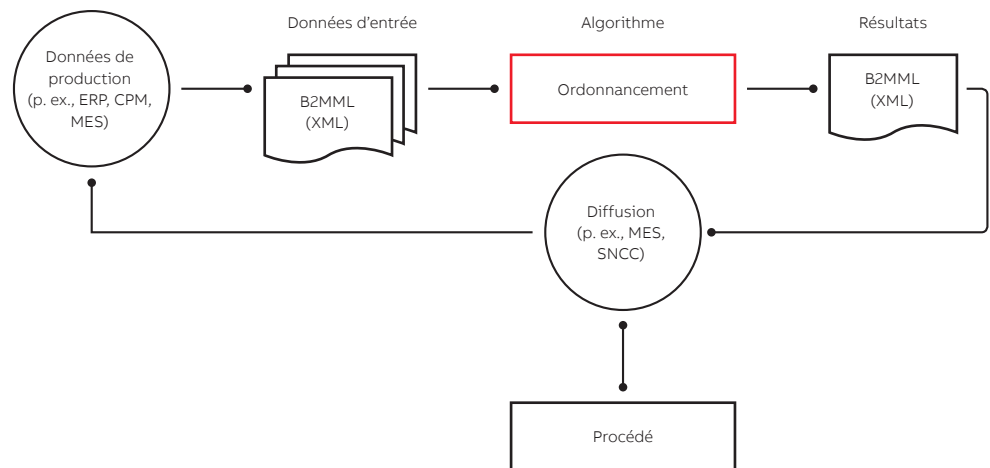 Données d'entrée
Algorithme
Résultats
Données de
production
(p. ex., ERP, CPM,
MES)
B2MML
(XML)
Ordonnancement
B2MML
(XML)
Diffusion
(p. ex., MES,
SNCC)
Procédé